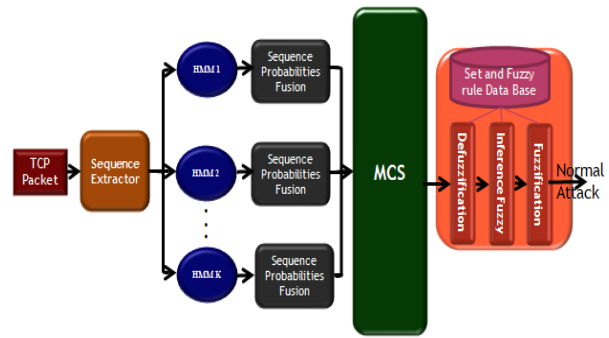 TCP
Packet
Sequence
Extractor
HMM 1
Sequence
Probabilities
Fusion
HMM 2
Sequence
Probabilities
Fusion
HMM K
Sequence
Probabilities
Fusion
MCS
Set and Fuzzy
rule Data Base
Defuzzification
Inference Fuzzy
Fuzzification
Normal
Attack